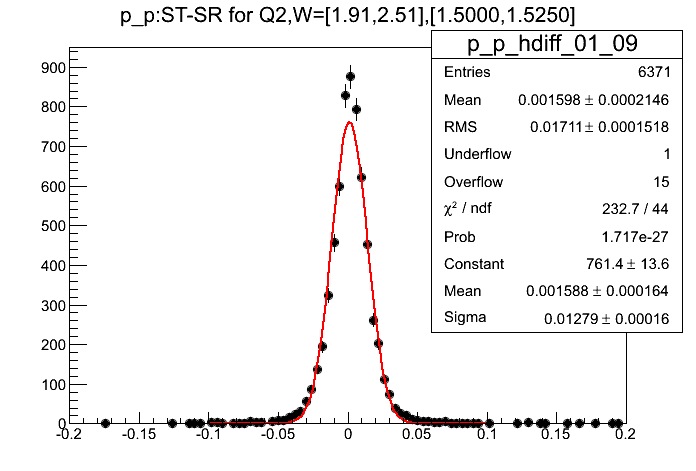 p_p:ST-SR for Q2,W=[1.91,2.51],[1.5000,1.5250]
p_p_hdiff_01_09
Entries 6371
Mean 0.001598 ± 0.0002146
RMS 0.01711 ± 0.0001518
Underflow 1
Overflow 15
χ² / ndf 232.7 / 44
Prob 1.717e-27
Constant 761.4 ± 13.6
Mean 0.001588 ± 0.000164
Sigma 0.01279 ± 0.00016
900
800
700
600
500
400
300
200
100
0
-0.2 -0.15 -0.1 -0.05 0 0.05 0.1 0.15 0.2